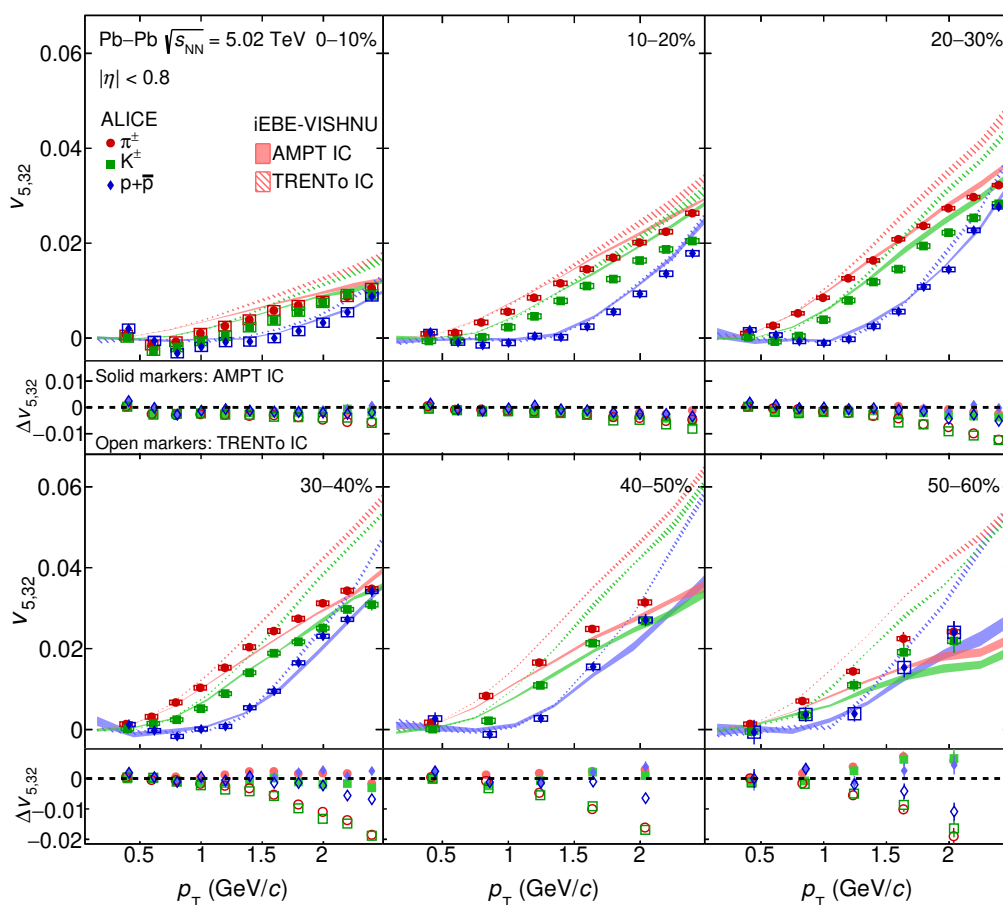 Pb–Pb √s_NN = 5.02 TeV 0–10%
10–20%
20–30%
|η| < 0.8
ALICE
π±
K±
p+p̅
iEBE-VISHNU
AMPT IC
TRENTo IC
v5,32
0.06
0.04
0.02
0
Solid markers: AMPT IC
Open markers: TRENTo IC
Δv5,32
0.01
0
−0.01
30–40%
40–50%
50–60%
v5,32
0.06
0.04
0.02
0
Δv5,32
0
−0.01
−0.02
0.5 1 1.5 2
0.5 1 1.5 2
0.5 1 1.5 2
pT (GeV/c)
pT (GeV/c)
pT (GeV/c)